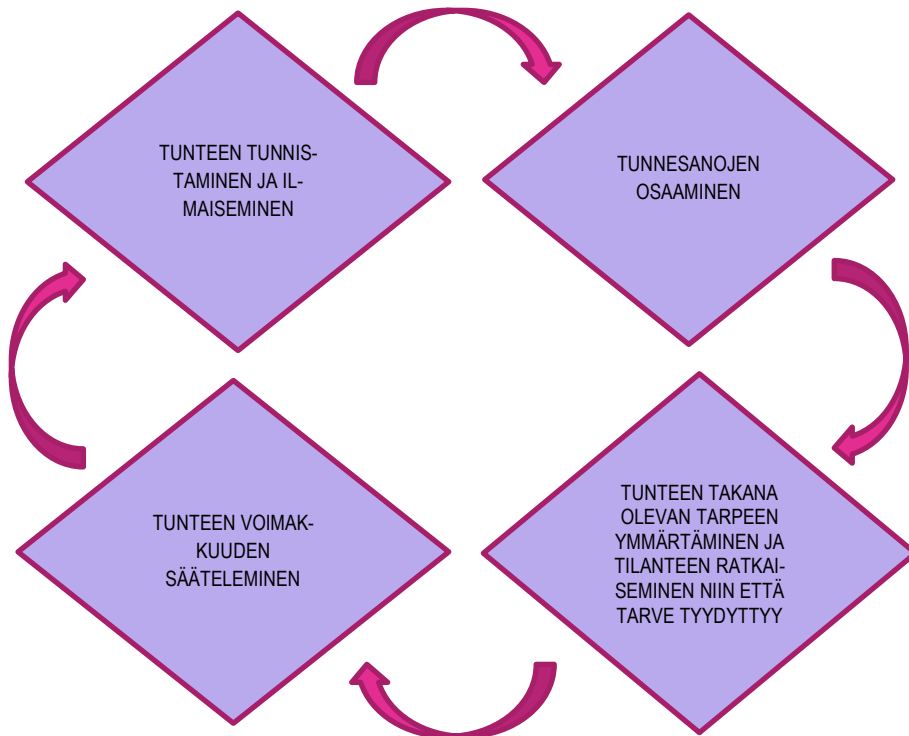 TUNTEEN TUNNIS-
TAMINEN JA IL-
MAISEMINEN
TUNNESANOJEN
OSAAMINEN
TUNTEEN VOIMAK-
KUUDEN
SÄÄTELEMINEN
TUNTEEN TAKANA
OLEVAN TARPEEN
YMMÄRTÄMINEN JA
TILANTEEN RATKAI-
SEMINEN NIIN ETTÄ
TARVE TYYDYTTYY